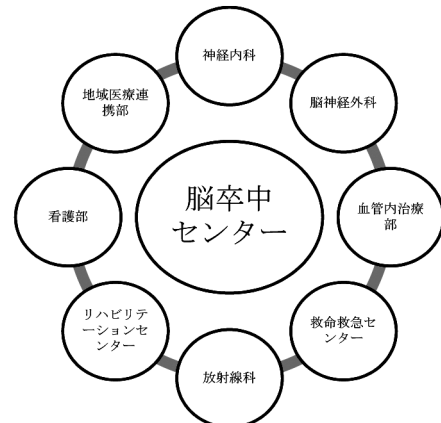 神経内科
脳神経外科
血管内治療
部
救命救急セ
ンター
放射線科
リハビリテ
ーションセ
ンター
看護部
地域医療連
携部
脳卒中
センター